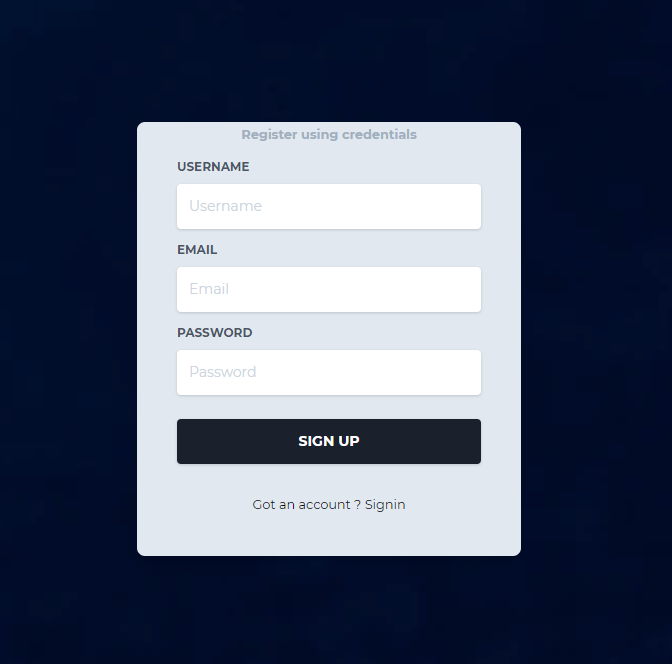 Register using credentials
USERNAME
Username
EMAIL
Email
PASSWORD
Password
SIGN UP
Got an account ? Signin